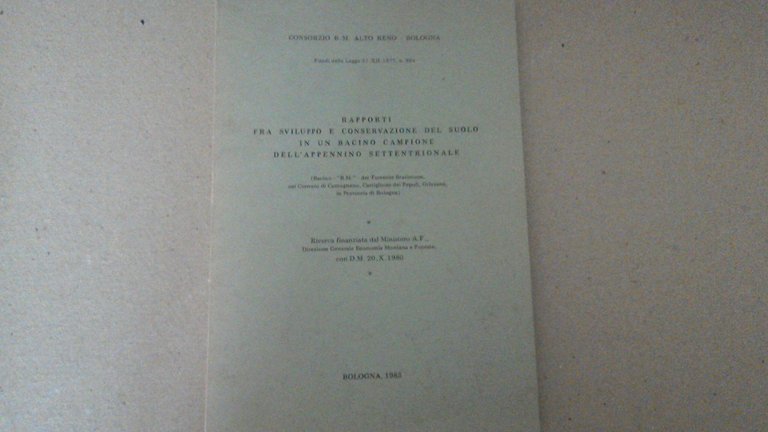 CONSORZIO B. M. ALTO RENO - BOLOGNA
Fondi della Legge 27. XII. 1977, n. 984
RAPPORTI
FRA SVILUPPO E CONSERVAZIONE DEL SUOLO
IN UN BACINO CAMPIONE
DELL'APPENNINO SETTENTRIONALE
(Bacino "B.M." del Torrente
nei Comuni di Camugnano, Castiglione dei Pepoli, Grizzana,
in Provincia di Bologna)
*
Ricerca finanziata dal Ministero A.F.,
Direzione Generale Economia Montana e Foreste,
con D.M. 20. X. 1980
*
BOLOGNA, 1985